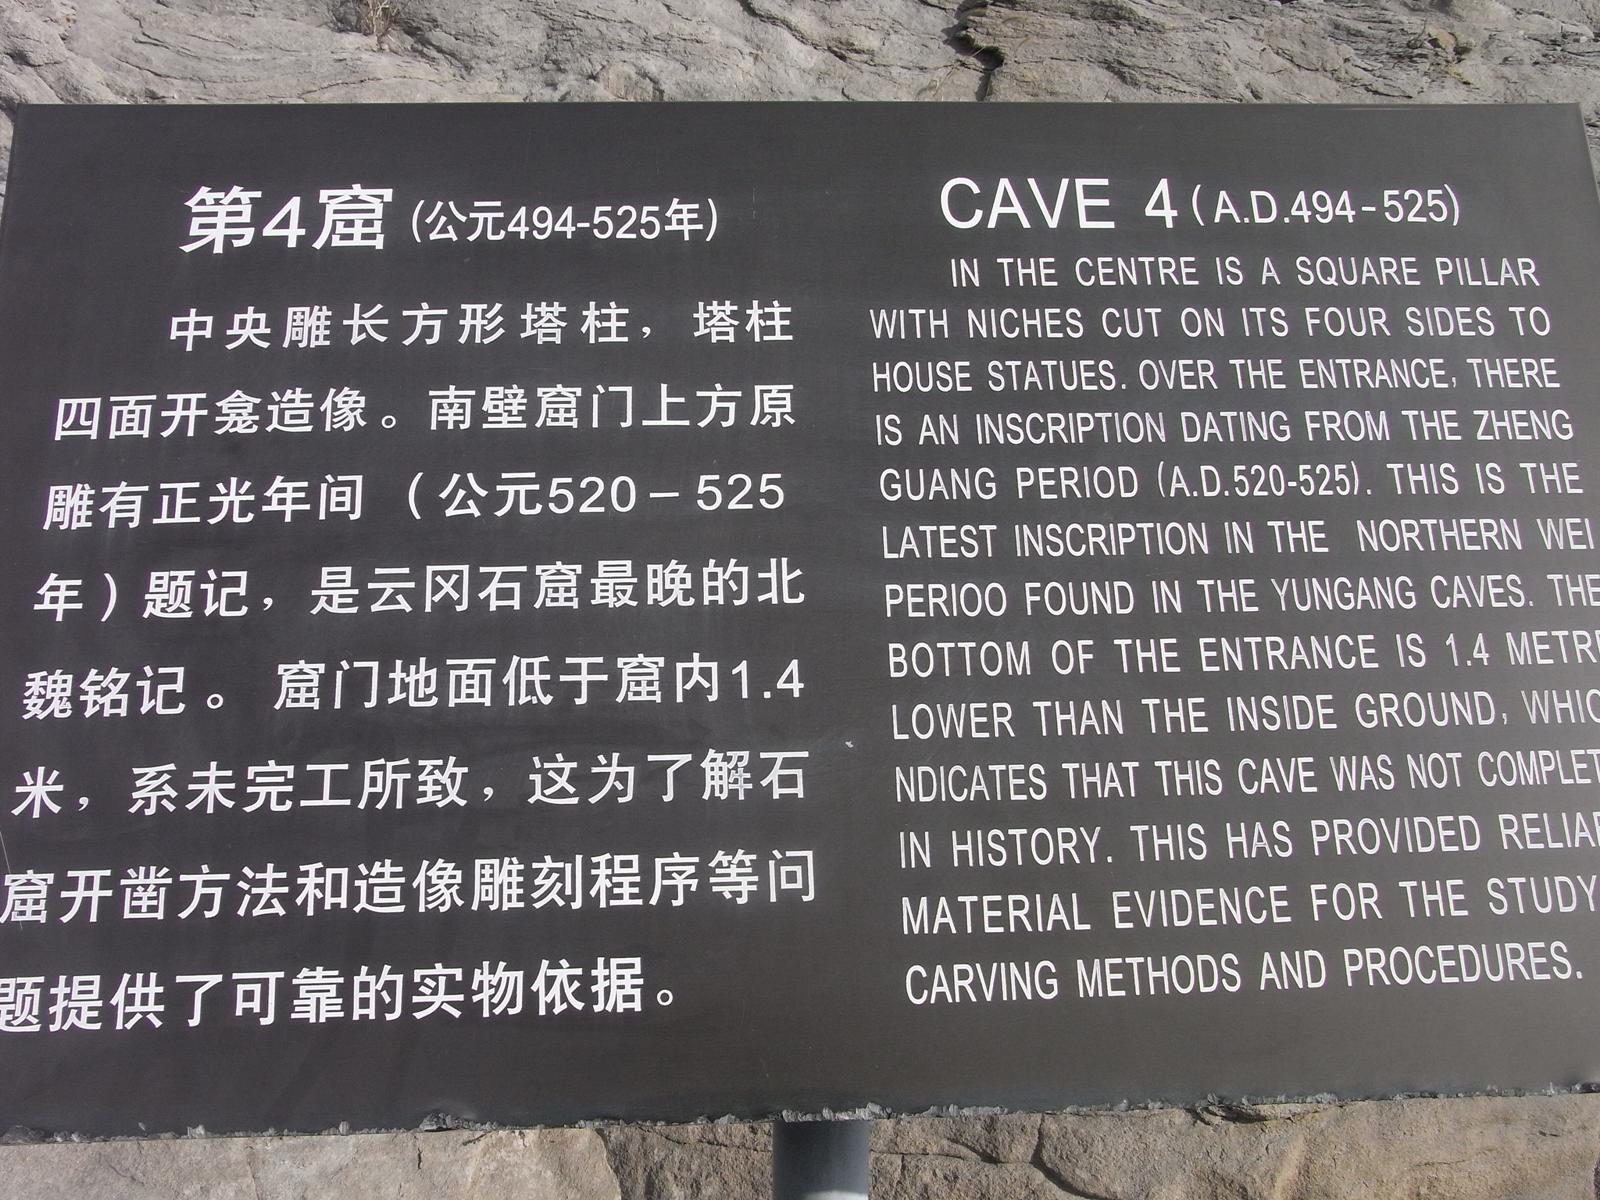 第4窟 (公元494-525年)
中央雕长方形塔柱，塔柱
四面开龛造像。南壁窟门上方原
雕有正光年间（公元520－525
年）题记，是云冈石窟最晚的北
魏铭记。窟门地面低于窟内1.4
米，系未完工所致，这为了解石
窟开凿方法和造像雕刻程序等问
题提供了可靠的实物依据。
CAVE 4 (A.D.494-525)
IN THE CENTRE IS A SQUARE PILLAR
WITH NICHES CUT ON ITS FOUR SIDES TO
HOUSE STATUES. OVER THE ENTRANCE, THERE
IS AN INSCRIPTION DATING FROM THE ZHENG
GUANG PERIOD (A.D.520-525). THIS IS THE
LATEST INSCRIPTION IN THE NORTHERN WEI
PERIOO FOUND IN THE YUNGANG CAVES. THE
BOTTOM OF THE ENTRANCE IS 1.4 METR
LOWER THAN THE INSIDE GROUND, WHIC
NDICATES THAT THIS CAVE WAS NOT COMPLET
IN HISTORY. THIS HAS PROVIDED RELIA
MATERIAL EVIDENCE FOR THE STUDY
CARVING METHODS AND PROCEDURES.